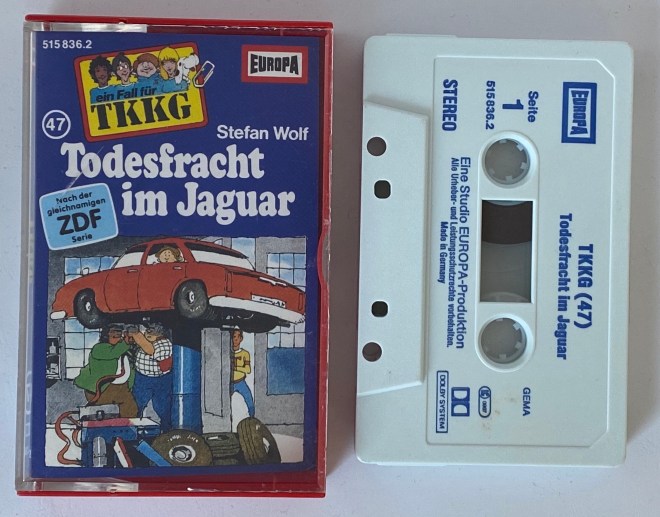 515 836.2
EUROPA
ein Fall für
TKKG
47
Stefan Wolf
Todesfracht
im Jaguar
Nach der
gleichnamigen
ZDF
Serie
EUROPA
Seite
1
515 836.2
STEREO
Eine Studio EUROPA-Produktion
Alle Urheber- und Leistungsschutzrechte vorbehalten.
Made in Germany
TKKG (47)
Todesfracht im Jaguar
GEMA
DOLBY SYSTEM